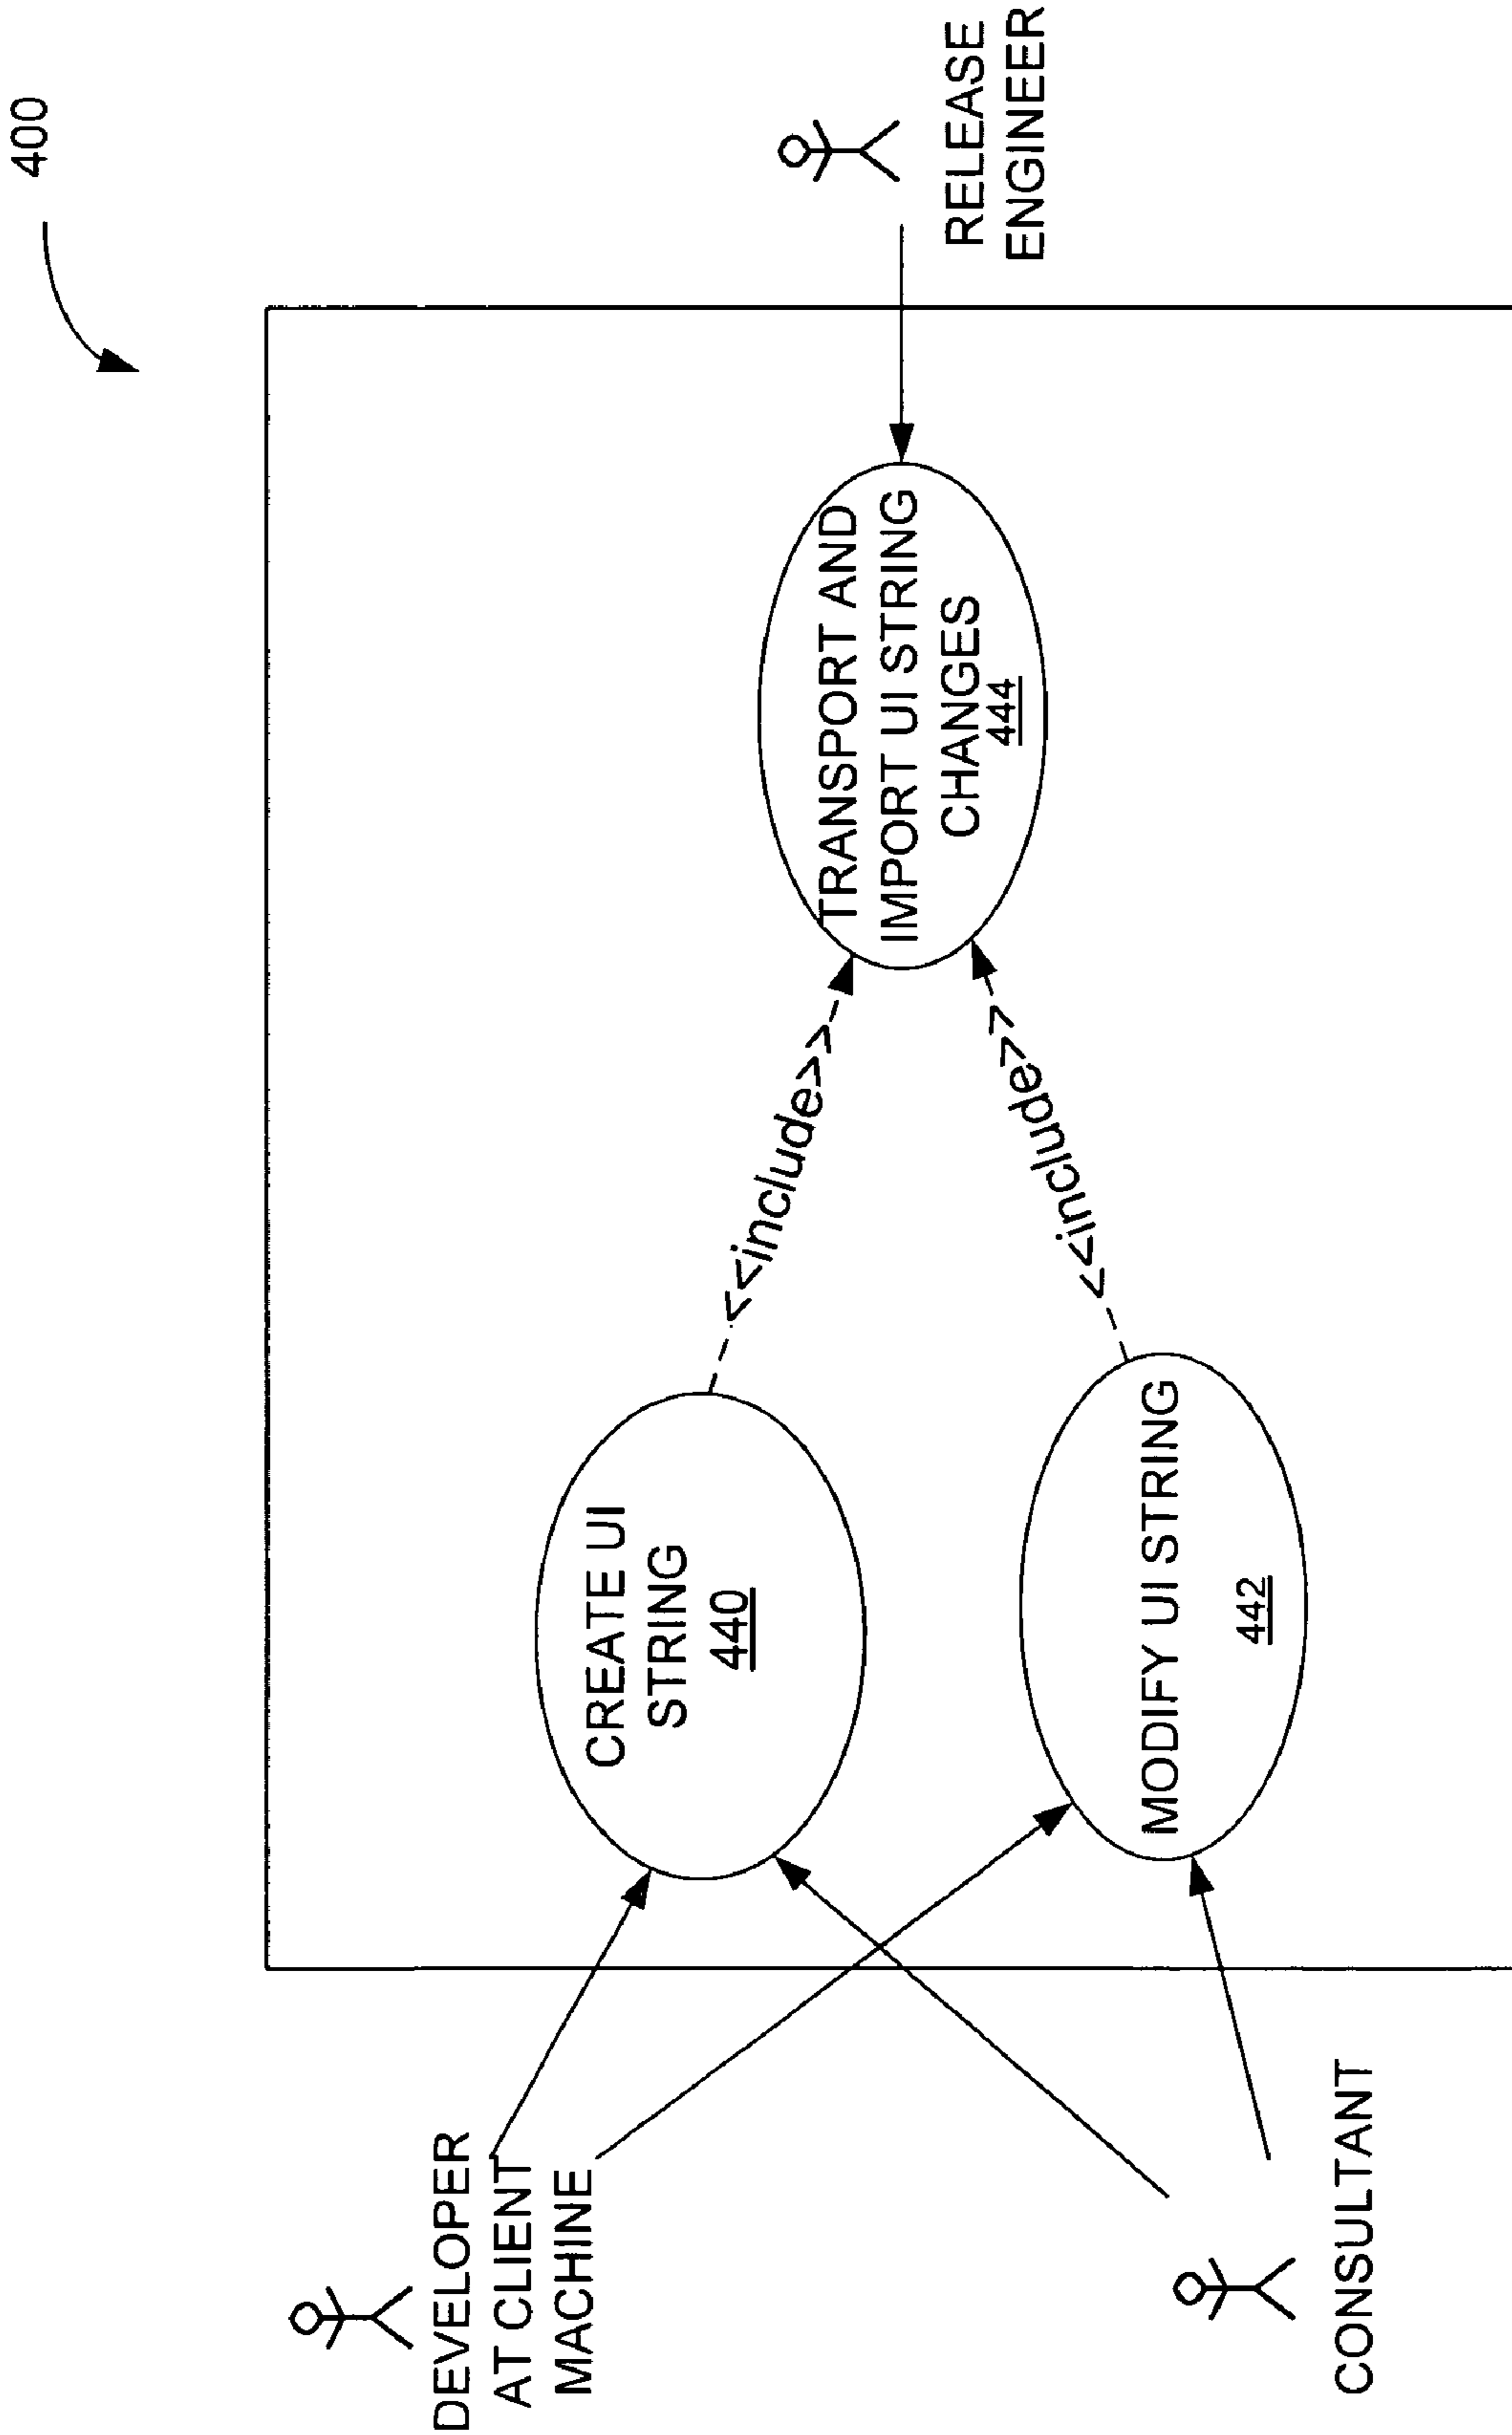 400
DEVELOPER
AT CLIENT
MACHINE
CREATE UI
STRING
440
<<include>>
TRANSPORT AND
IMPORT UI STRING
CHANGES
444
RELEASE
ENGINEER
<<include>>
MODIFY UI STRING
442
CONSULTANT